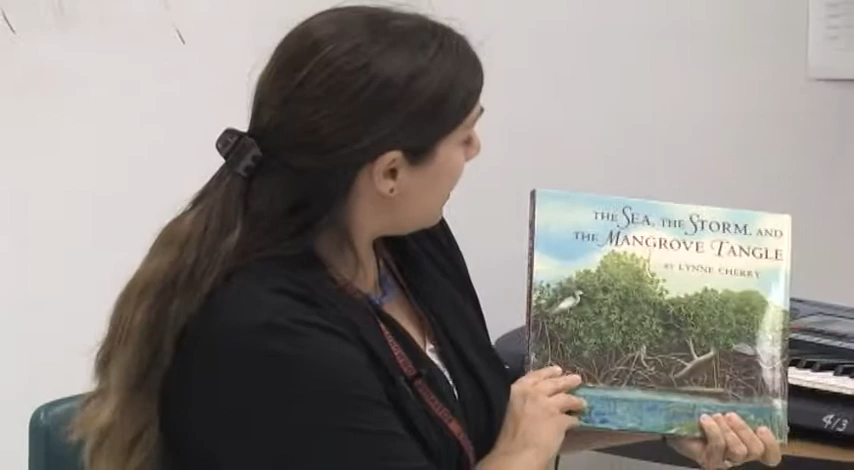 THE SEA, THE STORM, AND
THE MANGROVE TANGLE
BY LYNNE CHERRY
4/3